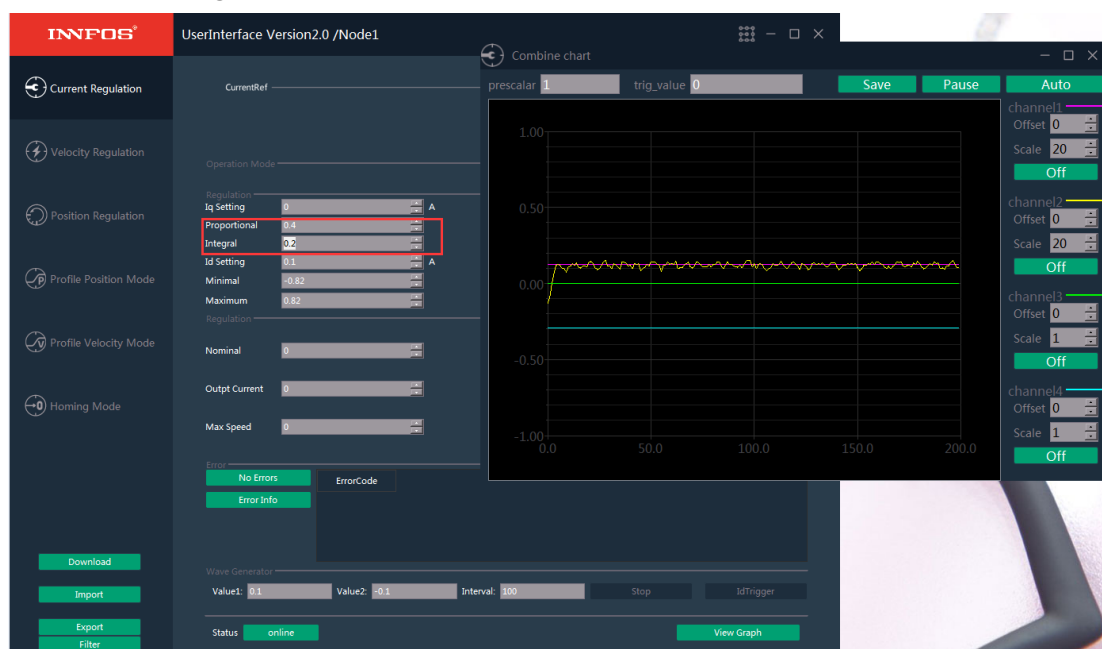 INNFOS®
UserInterface Version2.0 /Node1
Current Regulation
Velocity Regulation
Position Regulation
Profile Position Mode
Profile Velocity Mode
Homing Mode
Download
Import
Export
Filter
CurrentRef
Operation Mode
Regulation
Iq Setting 0 A
Proportional 0.4
Integral 0.2
Id Setting 0.1 A
Minimal -0.82
Maximum 0.82
Regulation
Nominal 0
Outpt Current 0
Max Speed 0
Error
No Errors
Error Info
ErrorCode
Wave Generator
Value1: 0.1 Value2: -0.1 Interval: 100 Stop IdTrigger
Status online View Graph
Combine chart
prescalar 1 trig_value 0 Save Pause Auto
1.00
0.50
0.00
-0.50
-1.00
0.0 50.0 100.0 150.0 200.0
channel1
Offset 0
Scale 20
Off
channel2
Offset 0
Scale 20
Off
channel3
Offset 0
Scale 1
Off
channel4
Offset 0
Scale 1
Off